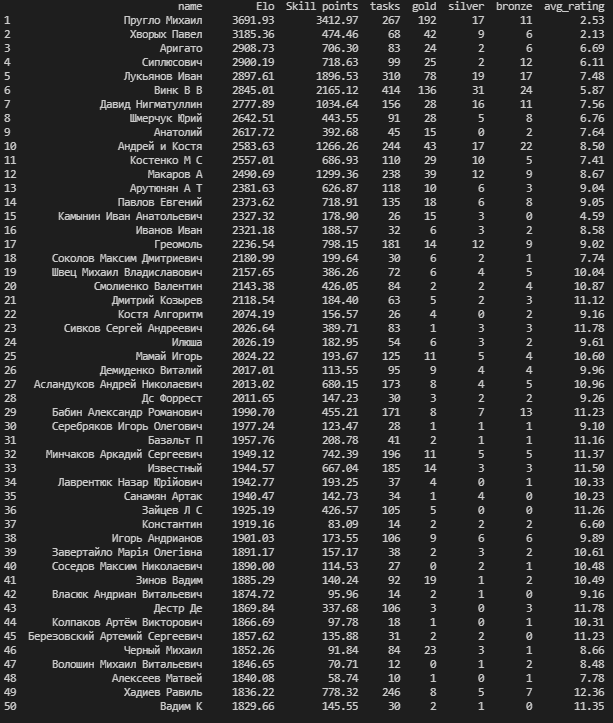 name Elo Skill points tasks gold silver bronze avg_rating
1 Пругло Михаил 3691.93 3412.97 267 192 17 11 2.53
2 Хворых Павел 3185.36 474.46 68 42 9 6 2.13
3 Аригато 2908.73 706.30 83 24 2 6 6.69
4 Сиплюсович 2900.19 718.63 99 25 2 12 6.11
5 Лукьянов Иван 2897.61 1896.53 310 78 19 17 7.48
6 Винк В В 2845.01 2165.12 414 136 31 24 5.87
7 Давид Нигматуллин 2777.89 1034.64 156 28 16 11 7.56
8 Шмерчук Юрий 2642.51 443.55 91 28 5 8 6.76
9 Анатолий 2617.72 392.68 45 15 0 2 7.64
10 Андрей и Костя 2583.63 1266.26 244 43 17 22 8.50
11 Костенко М С 2557.01 686.93 110 29 10 5 7.41
12 Макаров А 2490.69 1299.36 238 39 12 9 8.67
13 Арутюнян А Т 2381.63 626.87 118 10 6 3 9.04
14 Павлов Евгений 2373.62 718.91 135 18 6 8 9.05
15 Камынин Иван Анатольевич 2327.32 178.90 26 15 3 0 4.59
16 Иванов Иван 2321.18 188.57 32 6 3 2 8.58
17 Греомоль 2236.54 798.15 181 14 12 9 9.02
18 Соколов Максим Дмитриевич 2180.99 199.64 30 6 2 1 7.74
19 Швец Михаил Владиславович 2157.65 386.26 72 6 4 5 10.04
20 Смолиенко Валентин 2143.38 426.05 84 2 2 4 10.87
21 Дмитрий Козырев 2118.54 184.40 63 5 2 3 11.12
22 Костя Алгоритм 2074.19 156.57 26 4 0 2 9.16
23 Сивков Сергей Андреевич 2026.64 389.71 83 1 3 3 11.78
24 Илюша 2026.19 182.95 54 6 3 2 9.61
25 Мамай Игорь 2024.22 193.67 125 11 5 4 10.60
26 Демиденко Виталий 2017.01 113.55 95 9 4 4 9.96
27 Асландуков Андрей Николаевич 2013.02 680.15 173 8 4 5 10.96
28 Дс Форрест 2011.65 147.23 30 3 2 2 9.26
29 Бабин Александр Романович 1990.70 455.21 171 8 7 13 11.23
30 Серебряков Игорь Олегович 1977.24 123.47 28 1 1 1 9.10
31 Базальт П 1957.76 208.78 41 2 1 1 11.16
32 Минчаков Аркадий Сергеевич 1949.12 742.39 196 11 5 5 11.37
33 Известный 1944.57 667.04 185 14 3 3 11.50
34 Лаврентюк Назар Юрійович 1942.77 193.25 37 4 0 1 10.33
35 Санамян Артак 1940.47 142.73 34 1 4 0 10.23
36 Зайцев Л С 1925.19 426.57 105 5 0 0 11.26
37 Константин 1919.16 83.09 14 2 2 2 6.60
38 Игорь Андрианов 1901.03 173.55 106 9 6 6 9.89
39 Завертайло Марія Олегівна 1891.17 157.17 38 2 3 2 10.61
40 Соседов Максим Николаевич 1890.00 114.53 27 0 2 1 10.48
41 Зинов Вадим 1885.29 140.24 92 19 1 2 10.49
42 Власюк Андриан Витальевич 1874.72 95.96 14 2 1 0 9.16
43 Дестр Де 1869.84 337.68 106 3 0 3 11.78
44 Колпаков Артём Викторович 1866.69 97.78 18 1 0 1 10.31
45 Березовский Артемий Сергеевич 1857.62 135.88 31 2 2 0 11.23
46 Черный Михаил 1852.26 91.84 84 23 3 1 8.66
47 Волошин Михаил Витальевич 1846.65 70.71 12 0 1 2 8.48
48 Алексеев Матвей 1840.08 58.74 10 1 0 1 7.78
49 Хадиев Равиль 1836.22 778.32 246 8 5 7 12.36
50 Вадим К 1829.66 145.55 30 2 1 0 11.35